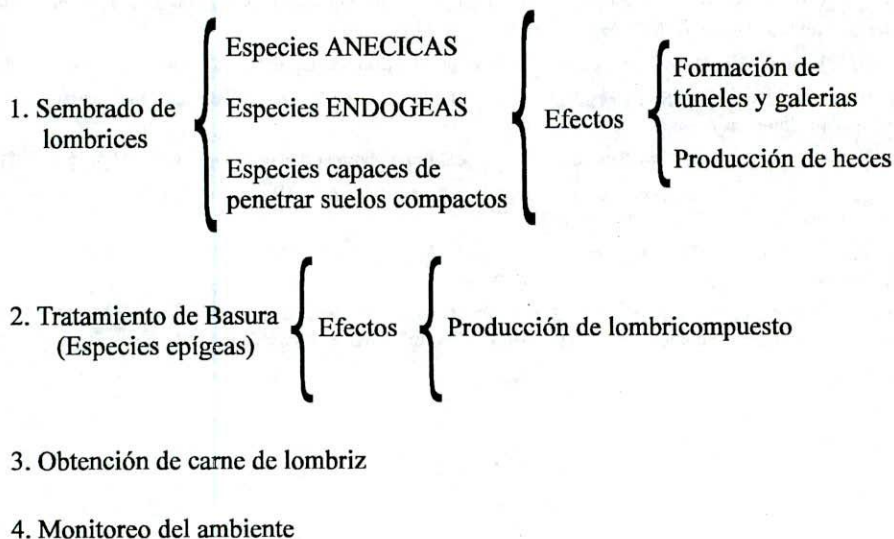 1. Sembrado de
lombrices
Especies ANECICAS
Especies ENDOGEAS
Especies capaces de
penetrar suelos compactos
Efectos
Formación de
túneles y galerias
Producción de heces
2. Tratamiento de Basura
(Especies epígeas)
Efectos
Producción de lombricompuesto
3. Obtención de carne de lombriz
4. Monitoreo del ambiente